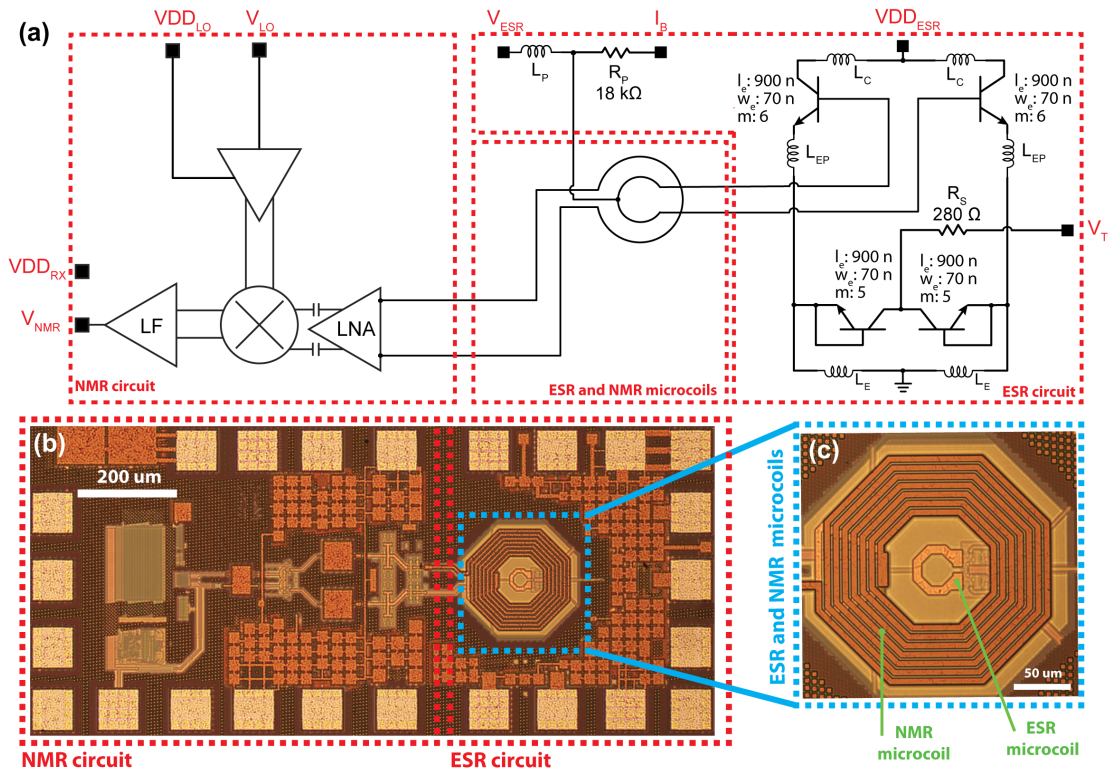 (a)
VDD_LO
V_LO
V_ESR
I_B
VDD_ESR
L_P
R_P
18 kΩ
L_C
L_C
l_e: 900 n
w_e: 70 n
m: 6
l_e: 900 n
w_e: 70 n
m: 6
L_EP
L_EP
R_S
280 Ω
V_T
VDD_RX
V_NMR
LF
LNA
l_e: 900 n
w_e: 70 n
m: 5
l_e: 900 n
w_e: 70 n
m: 5
L_E
L_E
NMR circuit
ESR and NMR microcoils
ESR circuit
(b)
200 um
NMR circuit
ESR circuit
ESR and NMR microcoils
(c)
50 um
NMR
microcoil
ESR
microcoil